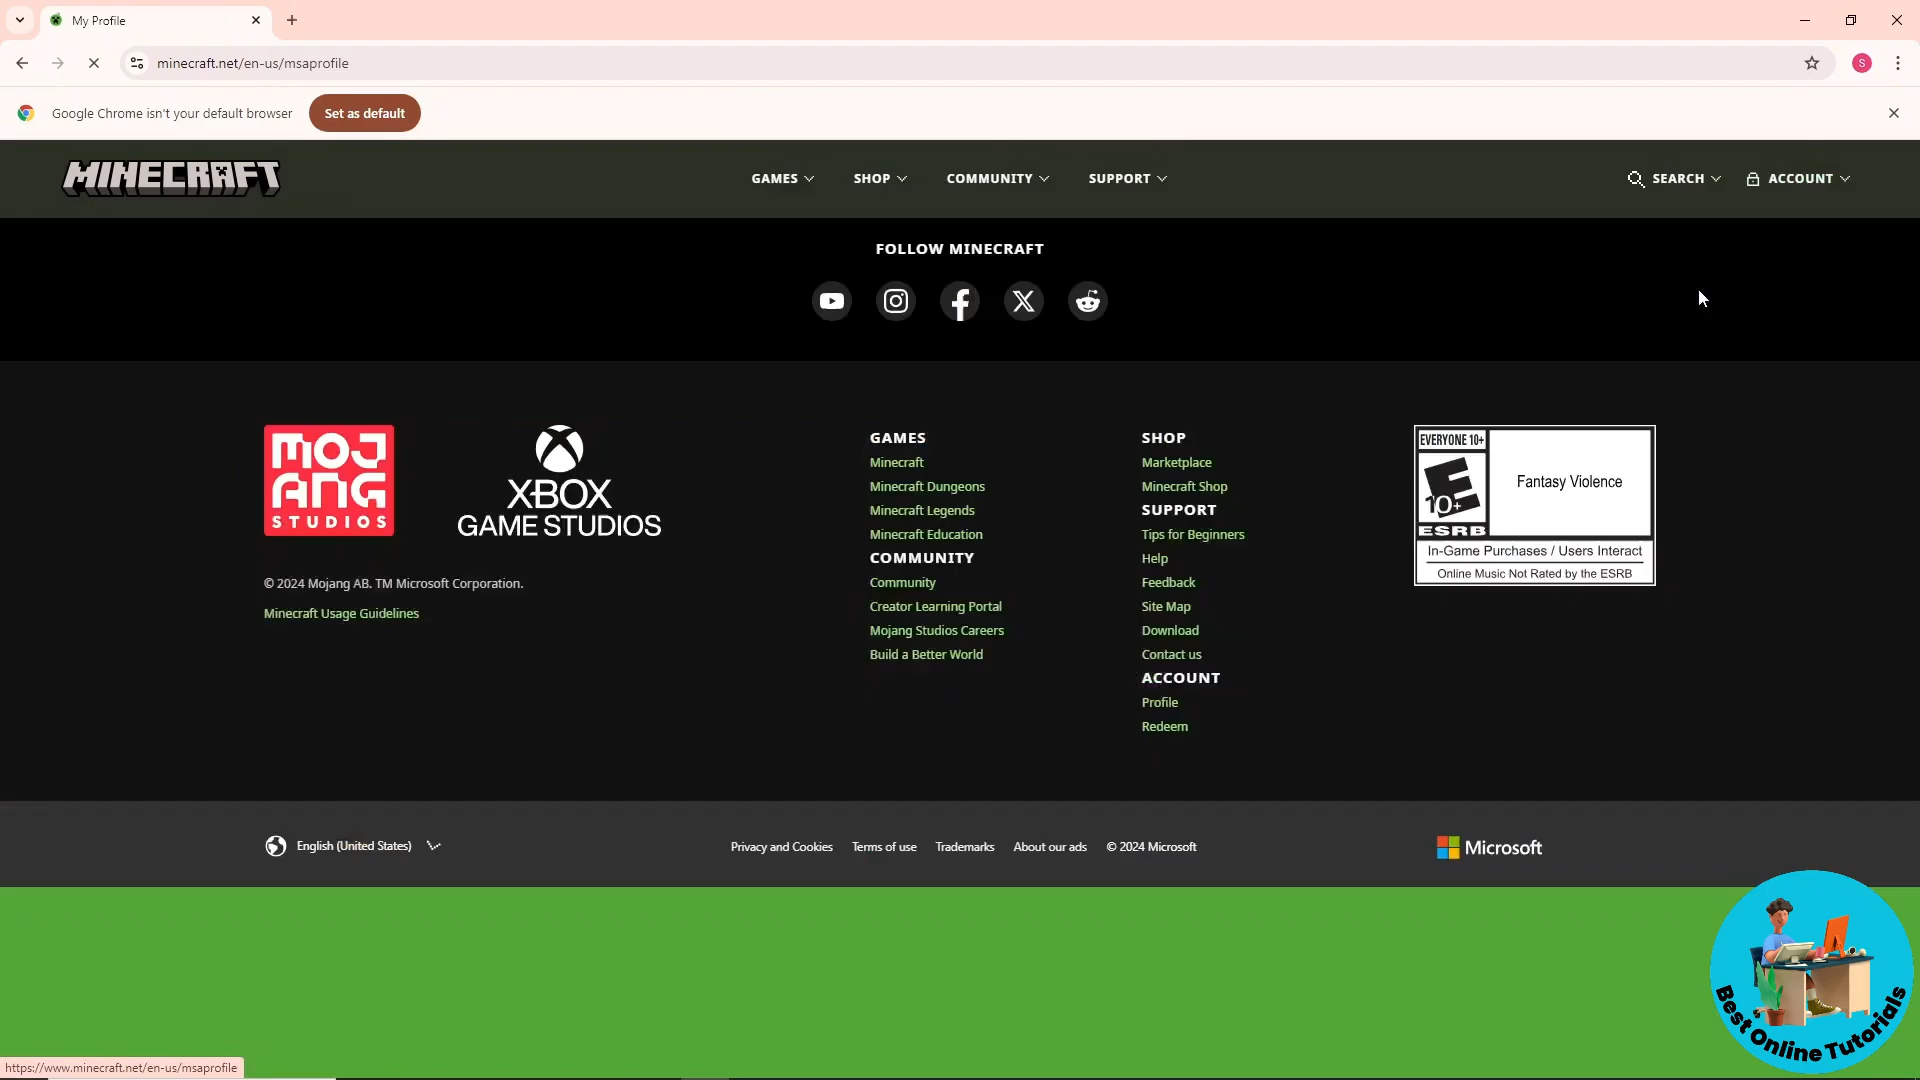 My Profile
minecraft.net/en-us/msaprofile
S
Google Chrome isn't your default browser
Set as default
MINECRAFT
GAMES
SHOP
COMMUNITY
SUPPORT
SEARCH
ACCOUNT
FOLLOW MINECRAFT
MOJ
ANG
STUDIOS
XBOX
GAME STUDIOS
© 2024 Mojang AB. TM Microsoft Corporation.
Minecraft Usage Guidelines
GAMES
Minecraft
Minecraft Dungeons
Minecraft Legends
Minecraft Education
COMMUNITY
Community
Creator Learning Portal
Mojang Studios Careers
Build a Better World
SHOP
Marketplace
Minecraft Shop
SUPPORT
Tips for Beginners
Help
Feedback
Site Map
Download
Contact us
ACCOUNT
Profile
Redeem
EVERYONE 10+
E
10+
ESRB
Fantasy Violence
In-Game Purchases / Users Interact
Online Music Not Rated by the ESRB
English (United States)
Privacy and Cookies
Terms of use
Trademarks
About our ads
© 2024 Microsoft
Microsoft
Best Online Tutorials
https://www.minecraft.net/en-us/msaprofile